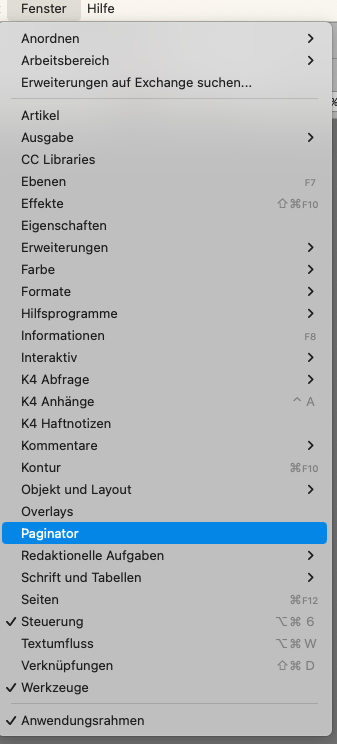 Fenster Hilfe
Anordnen
Arbeitsbereich
Erweiterungen auf Exchange suchen...
%
Artikel
Ausgabe
CC Libraries
Ebenen F7
Effekte ⇧⌘F10
Eigenschaften
Erweiterungen
Farbe
Formate
Hilfsprogramme
Informationen F8
Interaktiv
K4 Abfrage
K4 Anhänge ^ A
K4 Haftnotizen
Kommentare
Kontur ⌘F10
Objekt und Layout
Overlays
Paginator
Redaktionelle Aufgaben
Schrift und Tabellen
Seiten ⌘F12
✓ Steuerung ⌥⌘ 6
Textumfluss ⌥⌘ W
Verknüpfungen ⇧⌘ D
✓ Werkzeuge
✓ Anwendungsrahmen